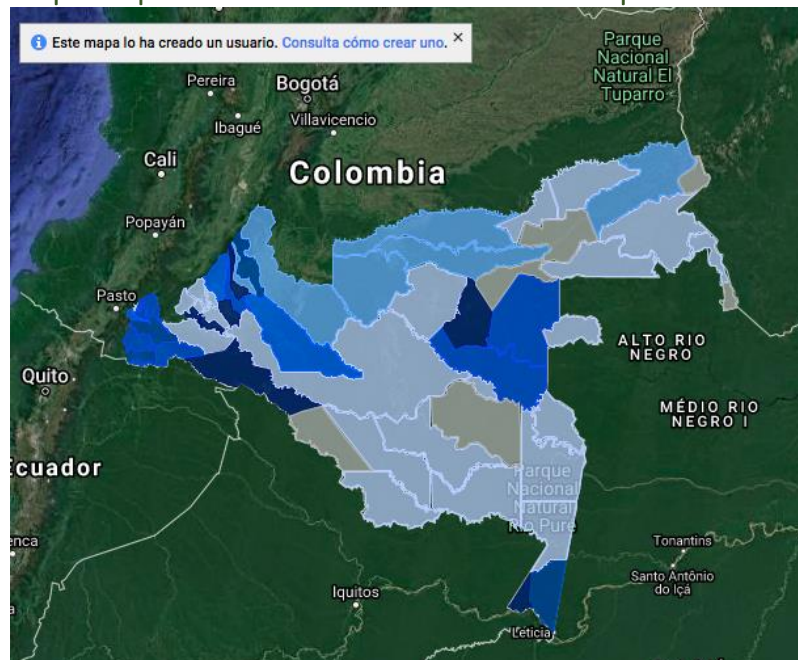 Este mapa lo ha creado un usuario. Consulta cómo crear uno. ×
Parque
Nacional
Natural El
Tuparro
Pereira
Bogotá
Ibagué
Villavicencio
Cali
Colombia
Popayán
Pasto
ALTO RIO
NEGRO
Quito
MÉDIO RIO
NEGRO I
Ecuador
Parque
Nacional
Natural
Río Puré
enca
Tonantins
Santo Antônio
do Içá
Iquitos
Leticia